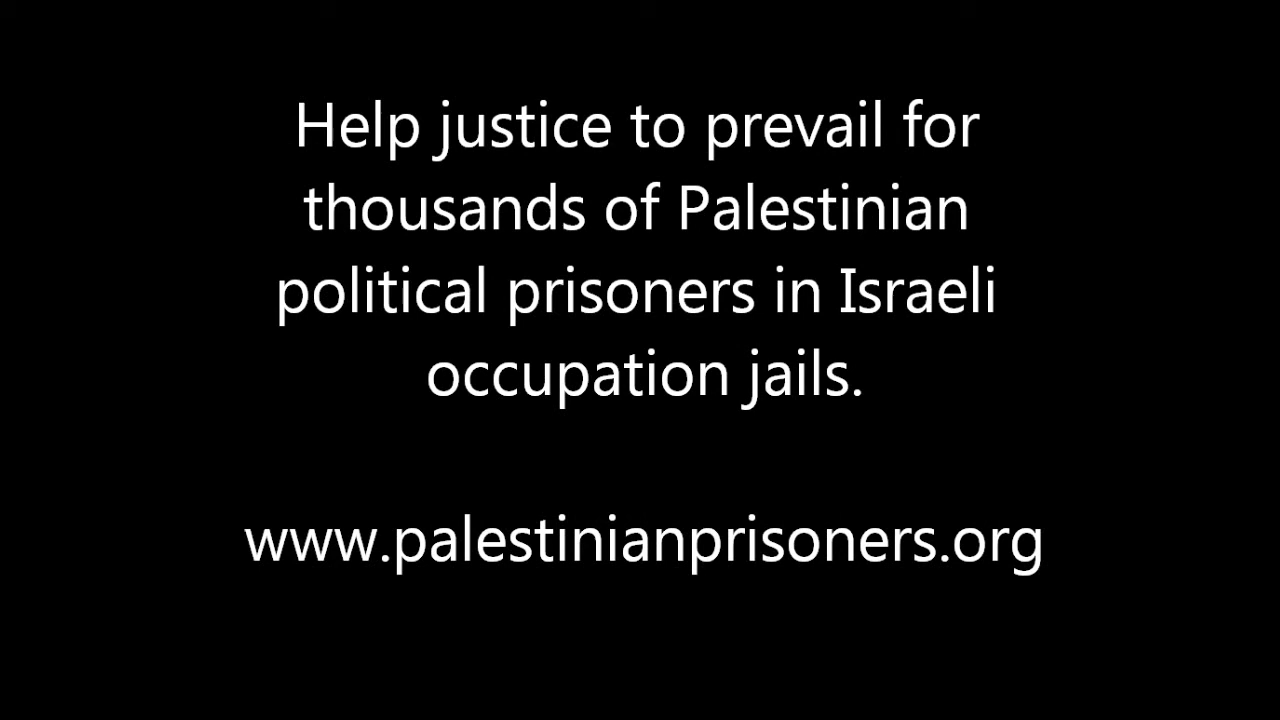 Help justice to prevail for
thousands of Palestinian
political prisoners in Israeli
occupation jails.
www.palestinianprisoners.org